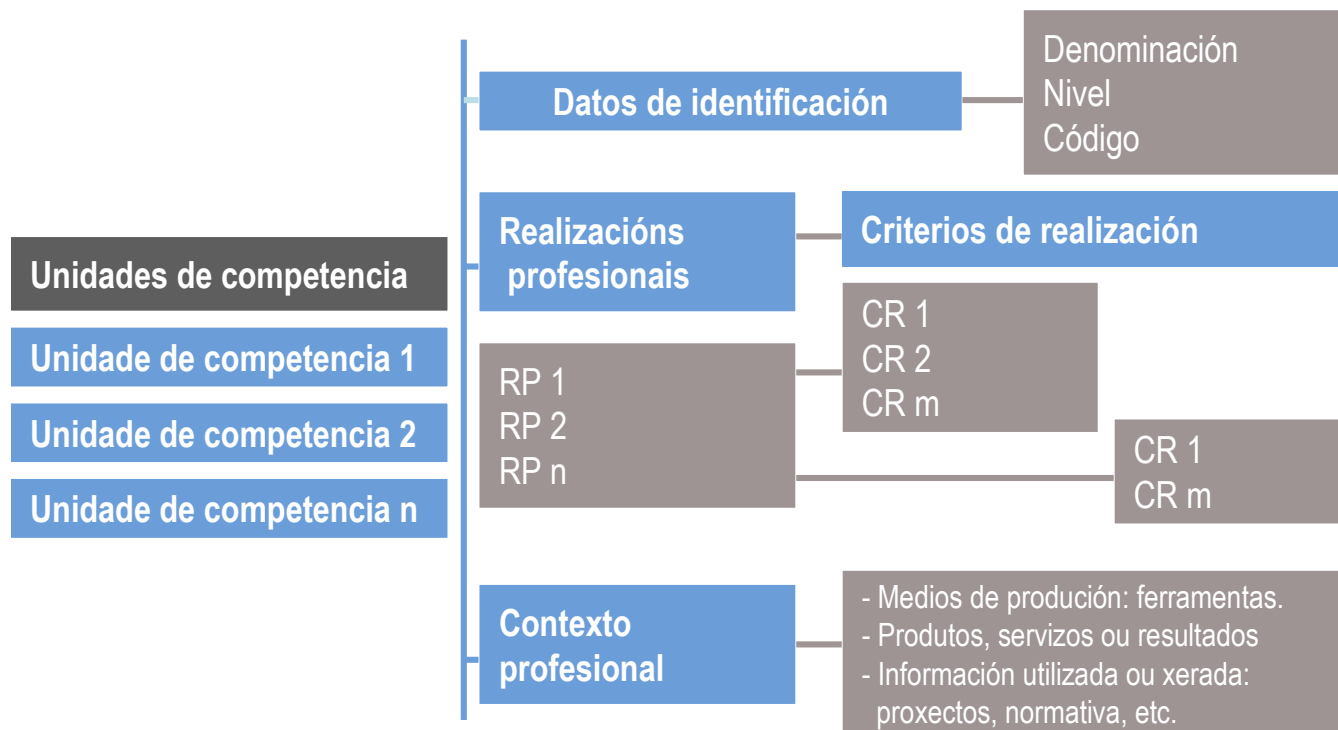 Unidades de competencia
Unidade de competencia 1
Unidade de competencia 2
Unidade de competencia n
Datos de identificación
Denominación
Nivel
Código
Realizacións
profesionais
Criterios de realización
RP 1
RP 2
RP n
CR 1
CR 2
CR m
CR 1
CR m
Contexto
profesional
- Medios de produción: ferramentas.
- Produtos, servizos ou resultados
- Información utilizada ou xerada:
proxectos, normativa, etc.